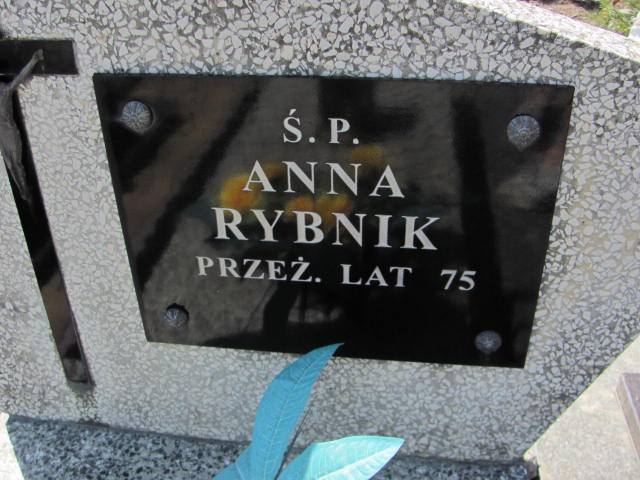 Ś. P.
ANNA
RYBNIK
PRZEŻ. LAT 75